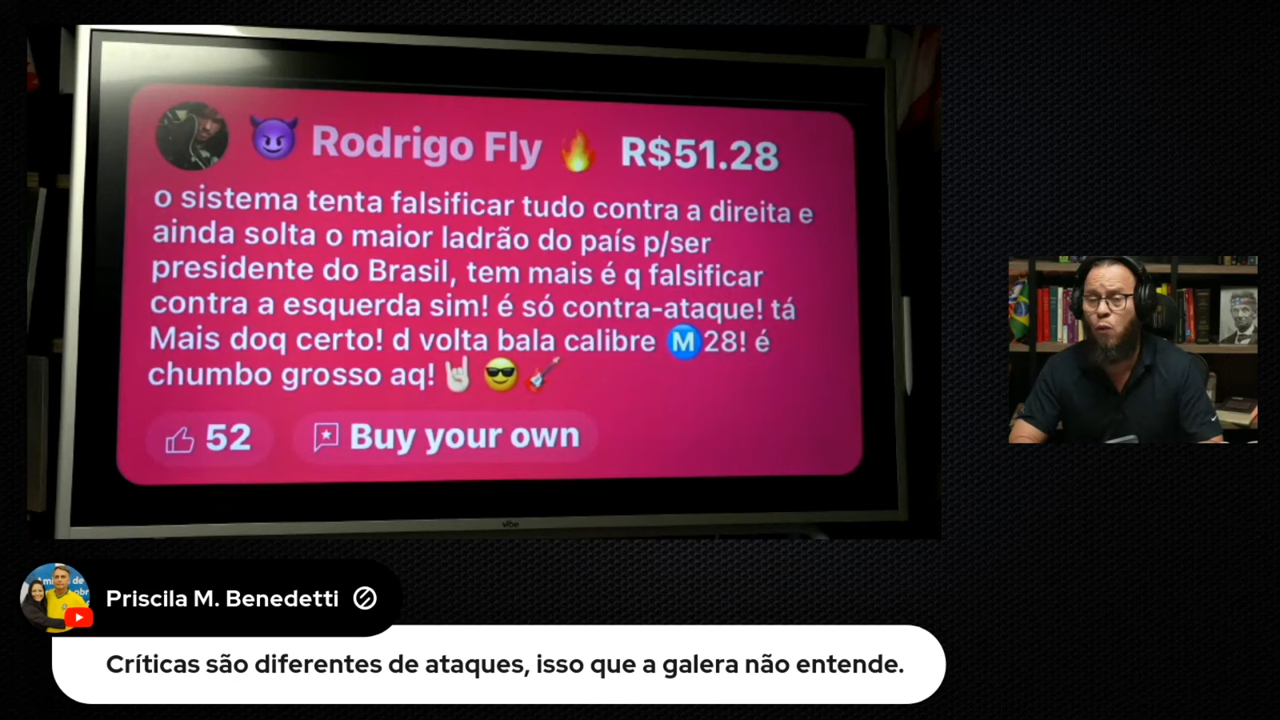 😈 Rodrigo Fly 🔥 R$51.28
o sistema tenta falsificar tudo contra a direita e
ainda solta o maior ladrão do país p/ser
presidente do Brasil, tem mais é q falsificar
contra a esquerda sim! é só contra-ataque! tá
Mais doq certo! d volta bala calibre Ⓜ️28! é
chumbo grosso aq! 🤘🏻 😎 🎸
52 Buy your own
vibe
Priscila M. Benedetti
Críticas são diferentes de ataques, isso que a galera não entende.